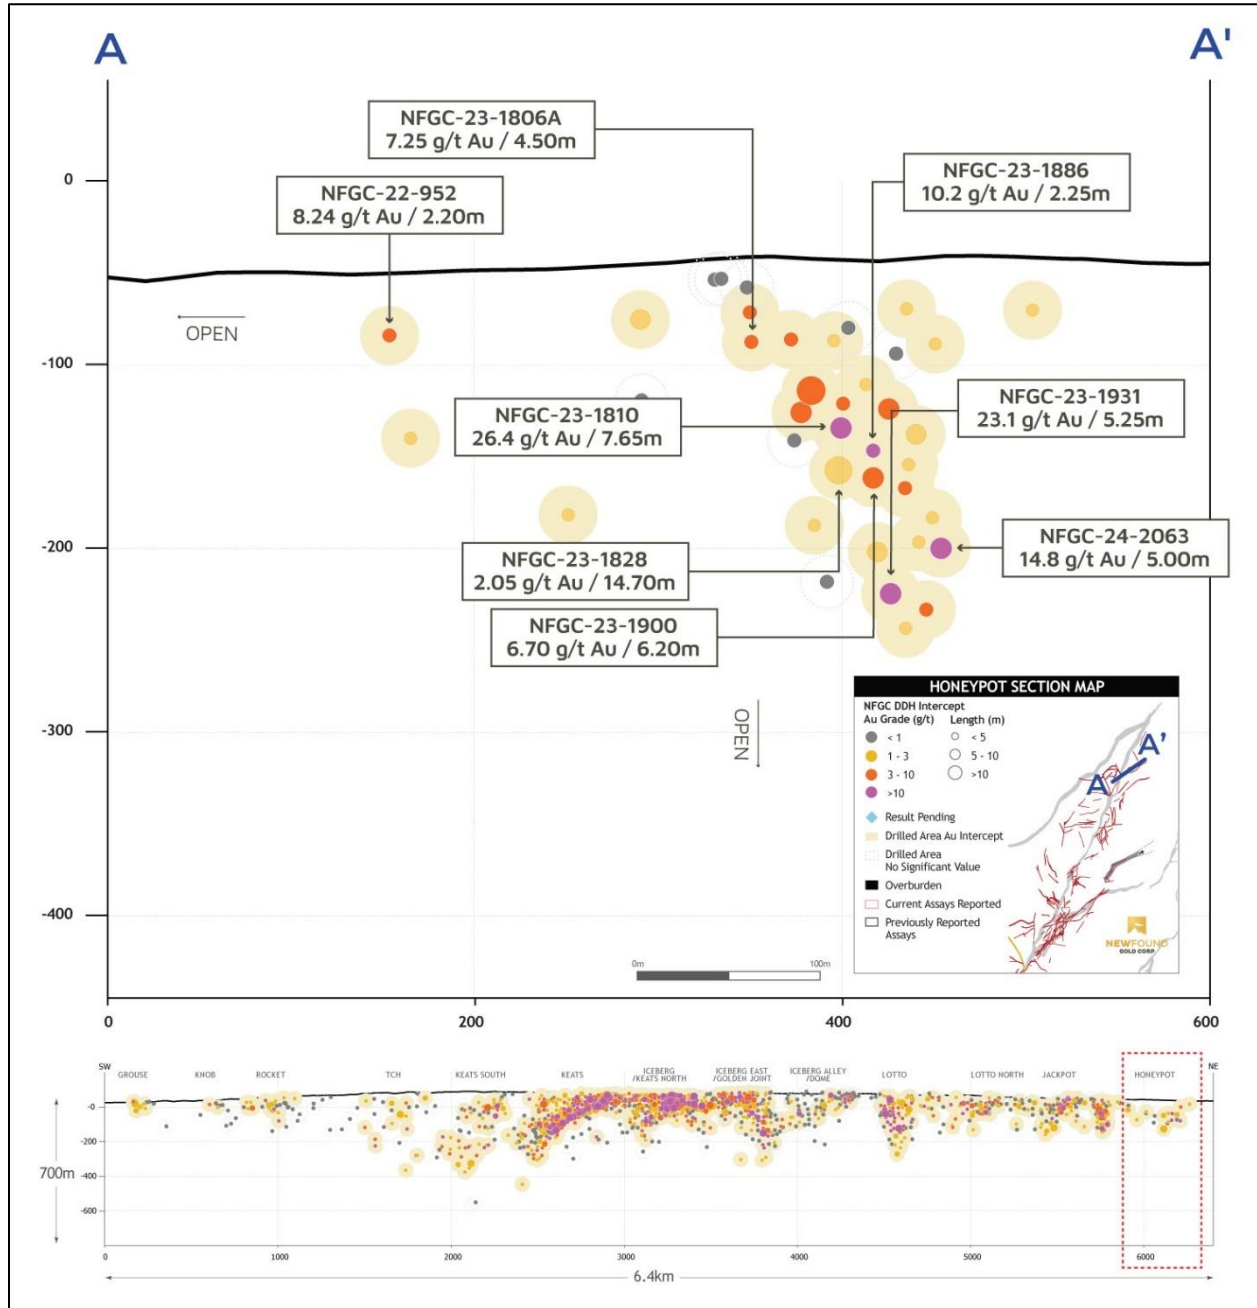 A
A'
NFGC-23-1806A
7.25 g/t Au / 4.50m
NFGC-23-1886
10.2 g/t Au / 2.25m
NFGC-22-952
8.24 g/t Au / 2.20m
0
OPEN
-100
NFGC-23-1931
23.1 g/t Au / 5.25m
NFGC-23-1810
26.4 g/t Au / 7.65m
-200
NFGC-24-2063
14.8 g/t Au / 5.00m
NFGC-23-1828
2.05 g/t Au / 14.70m
NFGC-23-1900
6.70 g/t Au / 6.20m
OPEN
-300
-400
HONEYPOT SECTION MAP
NFGC DDH Intercept
Au Grade (g/t)
Length (m)
< 1
< 5
1 - 3
5 - 10
3 - 10
>10
>10
Result Pending
Drilled Area Au Intercept
Drilled Area
No Significant Value
Overburden
Current Assays Reported
Previously Reported
Assays
A
A'
NEWFOUND
GOLD CORP.
0m
100m
0
200
400
600
SW
GROUSE
KNOB
ROCKET
TCH
KEATS SOUTH
KEATS
ICEBERG
/KEATS NORTH
ICEBERG EAST
/GOLDEN JOINT
ICEBERG ALLEY
/DOME
LOTTO
LOTTO NORTH
JACKPOT
HONEYPOT
NE
-0
-200
-400
-600
700m
0
1000
2000
3000
4000
5000
6000
6.4km